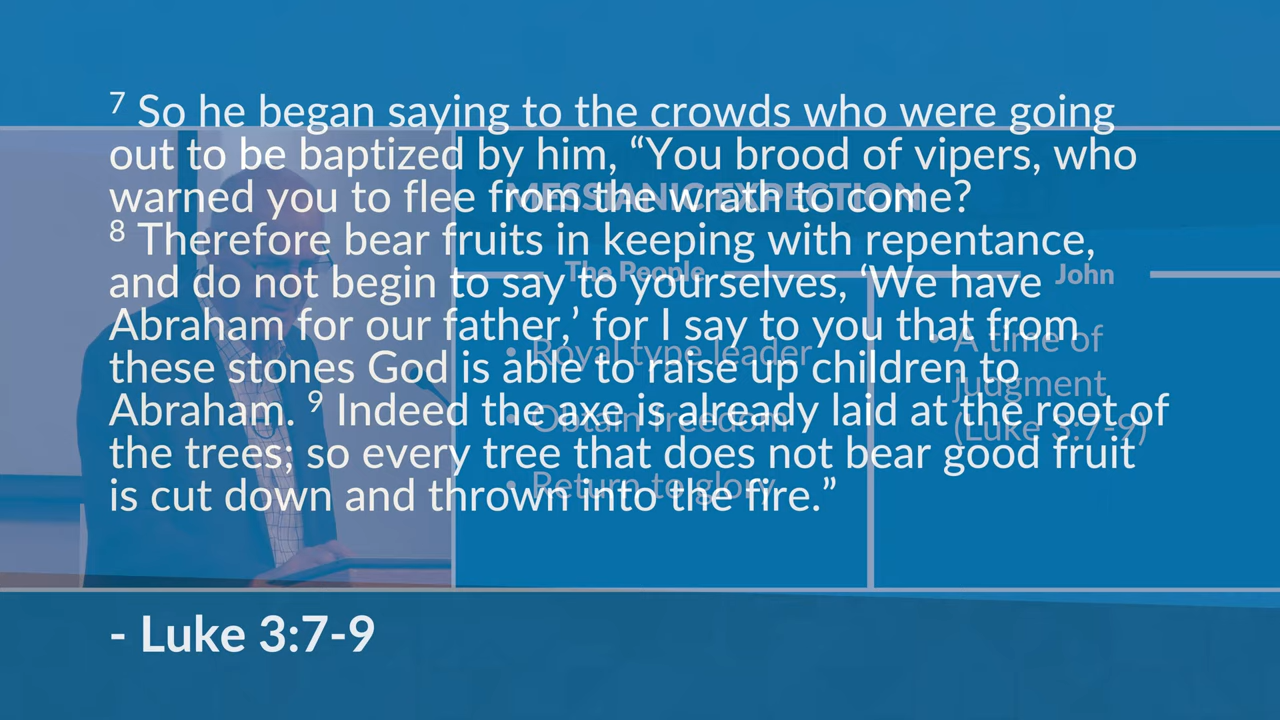 7 So he began saying to the crowds who were going
out to be baptized by him, “You brood of vipers, who
warned you to flee from the wrath to come?
8 Therefore bear fruits in keeping with repentance,
and do not begin to say to yourselves, ‘We have
Abraham for our father,’ for I say to you that from
these stones God is able to raise up children to
Abraham. 9 Indeed the axe is already laid at the root of
the trees; so every tree that does not bear good fruit
is cut down and thrown into the fire.”
- Luke 3:7-9
MESSIANIC EXPECTION
The People
• Royal type leader
• Obtain freedom
• Return to glory
John
• A time of
judgment
(Luke 3:7-9)